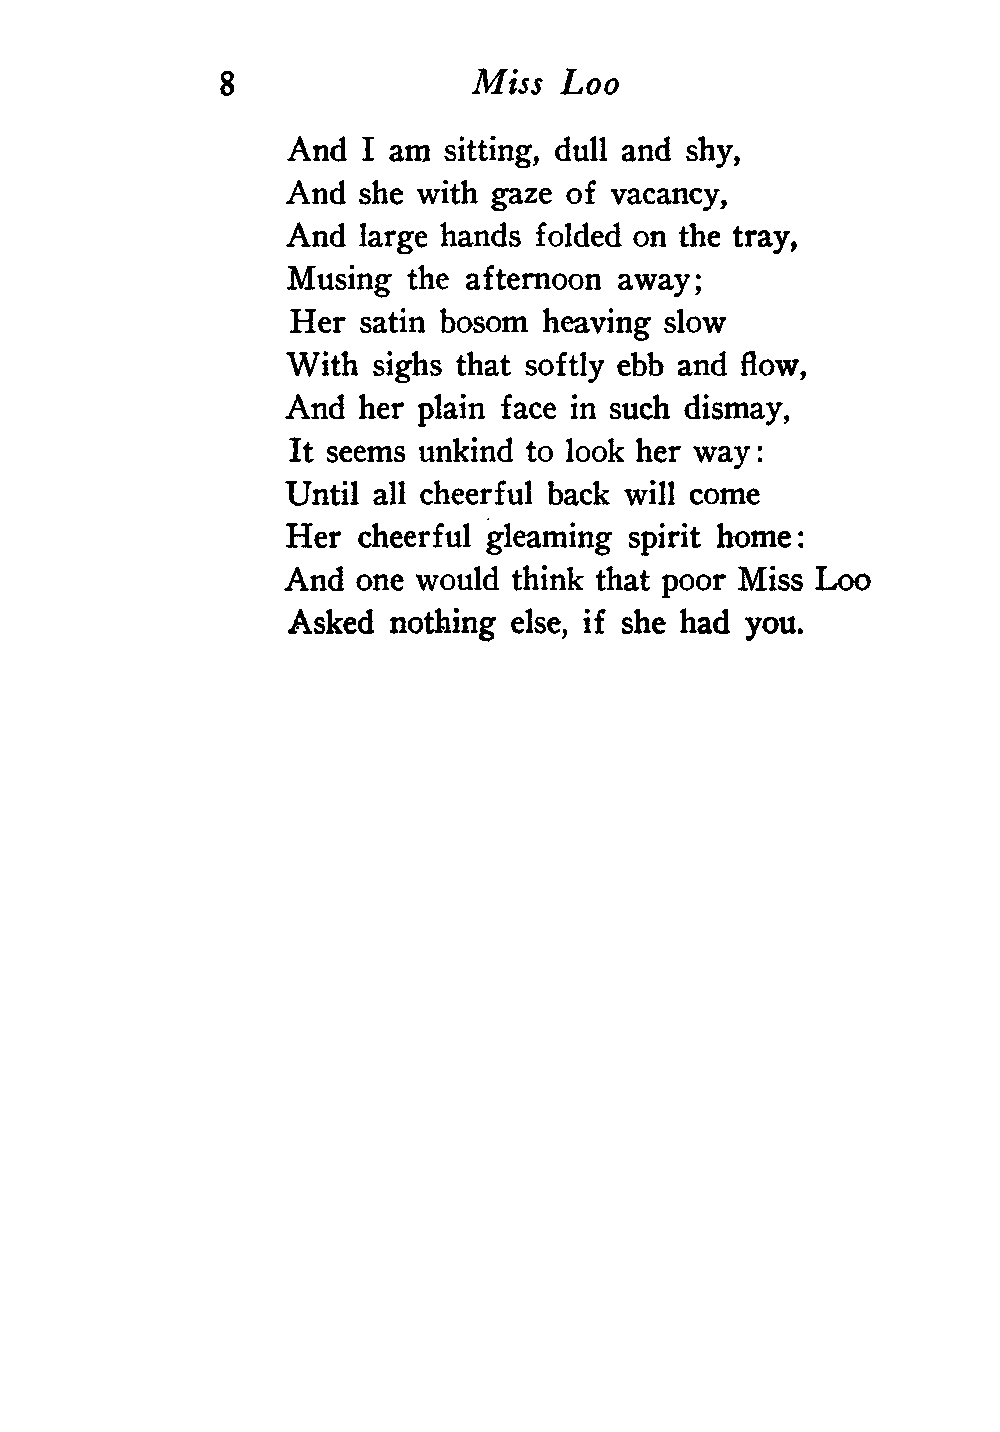 8 Miss Loo
And I am sitting, dull and shy,
And she with gaze of vacancy,
And large hands folded on the tray,
Musing the afternoon away;
Her satin bosom heaving slow
With sighs that softly ebb and flow,
And her plain face in such dismay,
It seems unkind to look her way:
Until all cheerful back will come
Her cheerful gleaming spirit home:
And one would think that poor Miss Loo
Asked nothing else, if she had you.